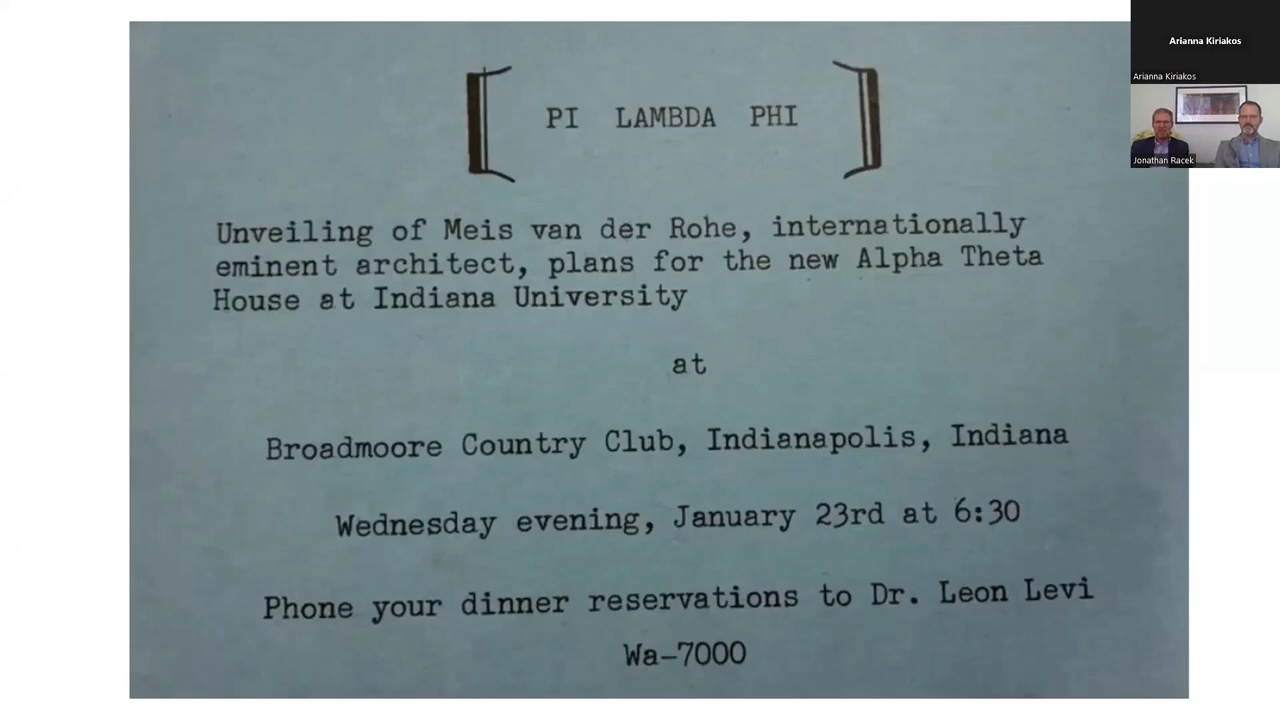 PI LAMBDA PHI
Unveiling of Meis van der Rohe, internationally
eminent architect, plans for the new Alpha Theta
House at Indiana University
at
Broadmoore Country Club, Indianapolis, Indiana
Wednesday evening, January 23rd at 6:30
Phone your dinner reservations to Dr. Leon Levi
Wa-7000
Arianna Kiriakos
Arianna Kiriakos
Jonathan Racek